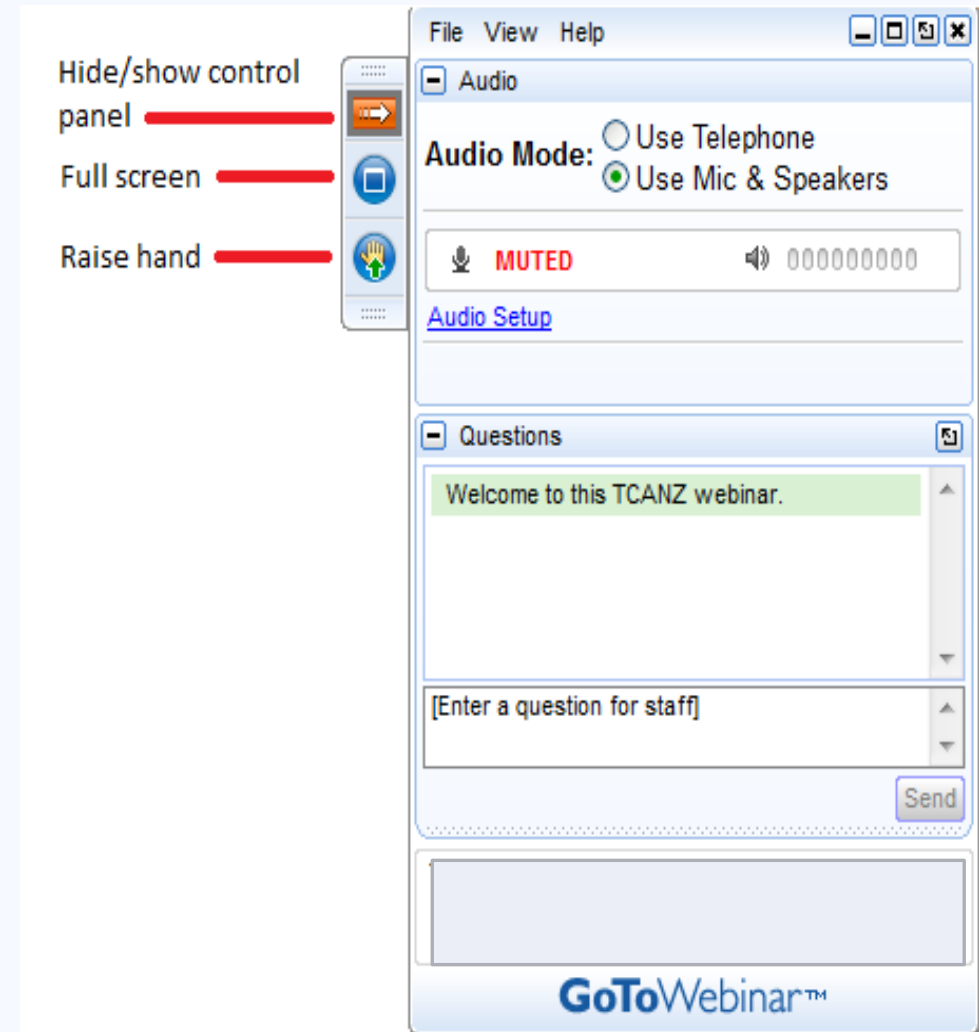 File View Help
Hide/show control
panel
Full screen
Raise hand
Audio
Audio Mode:
Use Telephone
Use Mic & Speakers
MUTED
000000000
Audio Setup
Questions
Welcome to this TCANZ webinar.
[Enter a question for staff]
Send
GoToWebinar™